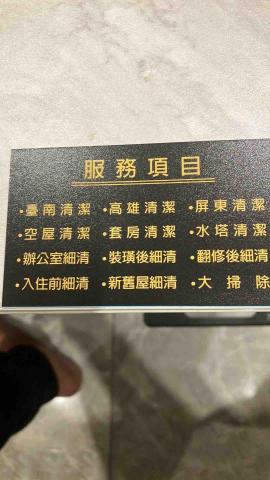 服務項目
•臺南清潔 •高雄清潔 •屏東清潔
•空屋清潔 •套房清潔 •水塔清潔
•辦公室細清 •裝璜後細清 •翻修後細清
•入住前細清 •新舊屋細清 •大掃除